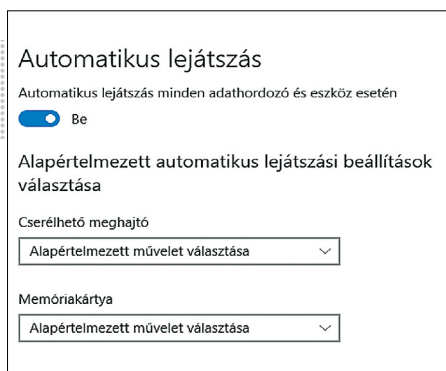 Automatikus lejátszás
Automatikus lejátszás minden adathordozó és eszköz esetén
Be
Alapértelmezett automatikus lejátszási beállítások
választása
Cserélhető meghajtó
Alapértelmezett művelet választása
Memóriakártya
Alapértelmezett művelet választása